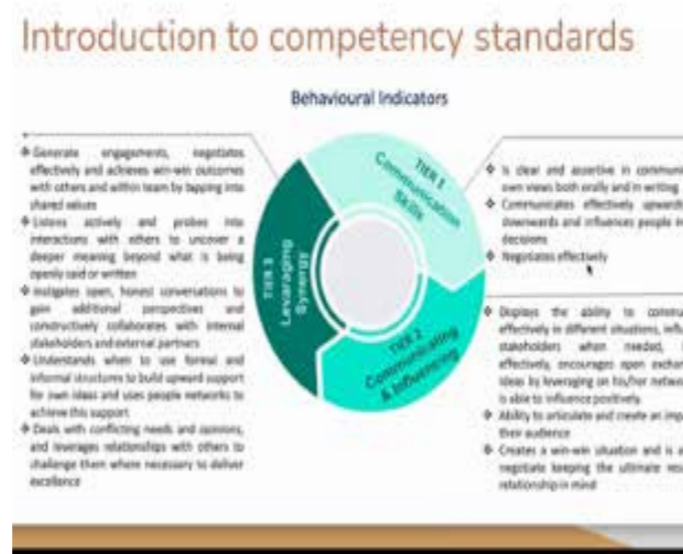 Introduction to competency standards
Behavioural Indicators
Generate engagements, negotiates
effectively and achieves win-win outcomes
with others and within team by tapping into
shared values
Listens actively and probes into
interactions with others to uncover a
deeper meaning beyond what is being
openly said or written
Instigates open, honest conversations to
gain additional perspectives and
constructively collaborates with internal
stakeholders and external partners
Understands when to use formal and
informal structures to build upward support
for own ideas and uses people networks to
achieve this support
Deals with conflicting needs and opinions,
and leverages relationships with others to
challenge them where necessary to deliver
excellence
TIER 3
Levaraging
Synergy
TIER 1
Communication
Skills
TIER 2
Communicating
& Influencing
Is clear and assertive in communi
own views both orally and in writing
Communicates effectively upwards
downwards and influences people in
decisions
Negotiates effectively
Displays the ability to
effectively in different situations, influ
stakeholders when needed,
effectively, encourages open exchan
ideas by leveraging on his/her networ
is able to influence positively.
Ability to articulate and create an imp
their audience
Creates a win-win situation and is a
negotiate keeping the ultimate res
relationship in mind